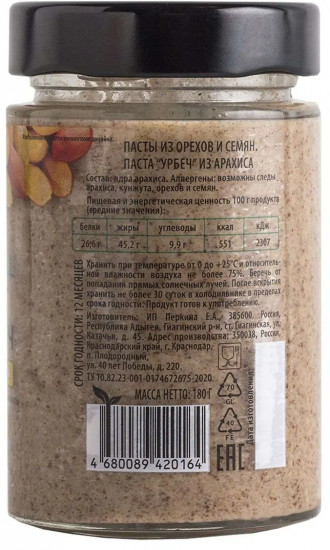 ПАСТЫ ИЗ ОРЕХОВ И СЕМЯН.
ПАСТА "УРБЕЧ" ИЗ АРАХИСА
Состав: ядра арахиса. Аллергены: возможны следы
арахиса, кунжута, орехов и семян.
Пищевая и энергетическая ценность 100 г продукта
(средние значения):
белки жиры углеводы ккал кДж
26,6 г 45,2 г 9,9 г 551 2307
Хранить при температуре от 0 до +25°С и относитель-
ной влажности воздуха не более 75%. Беречь от
попадания прямых солнечных лучей. После вскрытия
хранить не более 30 суток в холодильнике в пределах
срока годности! Продукт готов к употреблению.
Изготовитель: ИП Перкина Е.А., 385600, Россия,
Республика Адыгея, Гиагинский р-н, ст. Гиагинская, ул.
Казачья, д. 45. Адрес производства: 350038, Россия,
Краснодарский край, г. Краснодар,
п. Плодородный,
ул. 40 лет Победы, д. 220.
ТУ 10.82.23-001-0174672675-2020.
МАССА НЕТТО: 180 Г
СРОК ГОДНОСТИ: 12 МЕСЯЦЕВ
4 680089 420164
Дата изготовления:
70
GL
40
FE
EAC